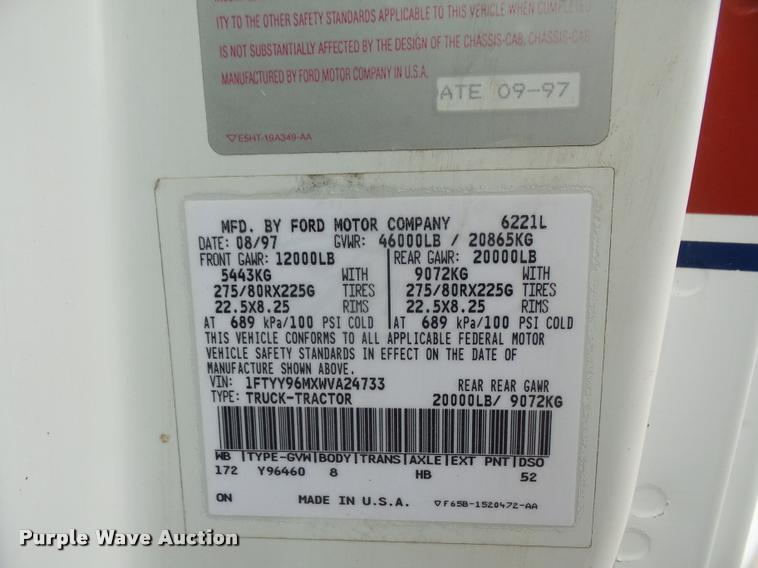 ITY TO THE OTHER SAFETY STANDARDS APPLICABLE TO THIS VEHICLE WHEN COMPLETED
IS NOT SUBSTANTIALLY AFFECTED BY THE DESIGN OF THE CHASSIS-CAB, CHASSIS-CAB
MANUFACTURED BY FORD MOTOR COMPANY IN U.S.A.
ATE 09-97
E5HT-19A349-AA
MFD. BY FORD MOTOR COMPANY 6221L
DATE: 08/97 GVWR: 46000LB / 20865KG
FRONT GAWR: 12000LB REAR GAWR: 20000LB
5443KG WITH 9072KG WITH
275/80RX225G TIRES 275/80RX225G TIRES
22.5X8.25 RIMS 22.5X8.25 RIMS
AT 689 kPa/100 PSI COLD AT 689 kPa/100 PSI COLD
THIS VEHICLE CONFORMS TO ALL APPLICABLE FEDERAL MOTOR
VEHICLE SAFETY STANDARDS IN EFFECT ON THE DATE OF
MANUFACTURE SHOWN ABOVE.
VIN: 1FTYY96MXWVA24733 REAR REAR GAWR
TYPE: TRUCK-TRACTOR 20000LB/ 9072KG
WB |TYPE-GVW|BODY|TRANS|AXLE|EXT PNT|DSO
172 Y96460 8 HB 52
ON MADE IN U.S.A. F65B-1520472-AA
Purple Wave Auction